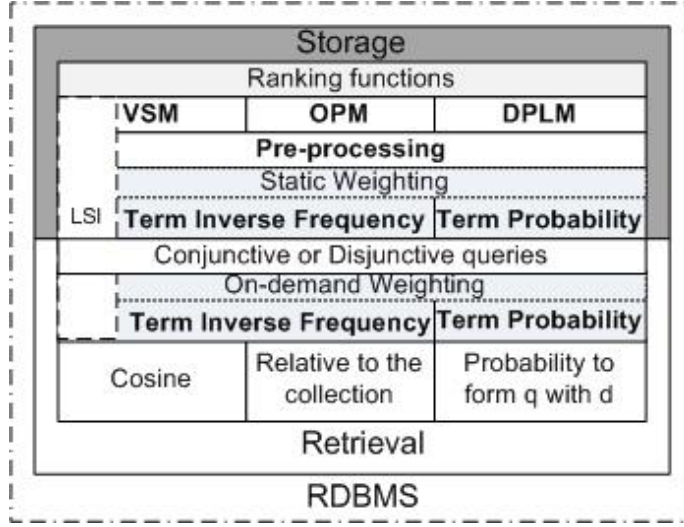 Storage
Ranking functions
VSM OPM DPLM
Pre-processing
Static Weighting
LSI Term Inverse Frequency Term Probability
Conjunctive or Disjunctive queries
On-demand Weighting
Term Inverse Frequency Term Probability
Cosine Relative to the collection Probability to form q with d
Retrieval
RDBMS